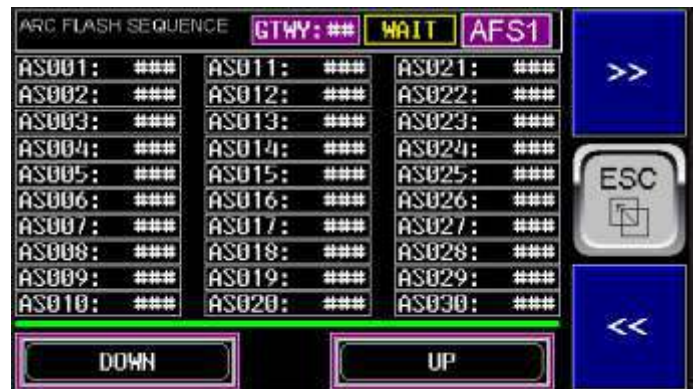 ARC FLASH SEQUENCE GTWY:## WAIT AFS1
AS001: ### AS011: ### AS021: ###
AS002: ### AS012: ### AS022: ###
AS003: ### AS013: ### AS023: ###
AS004: ### AS014: ### AS024: ###
AS005: ### AS015: ### AS025: ###
AS006: ### AS016: ### AS026: ###
AS007: ### AS017: ### AS027: ###
AS008: ### AS018: ### AS028: ###
AS009: ### AS019: ### AS029: ###
AS010: ### AS020: ### AS030: ###
DOWN UP
>>
ESC
<<